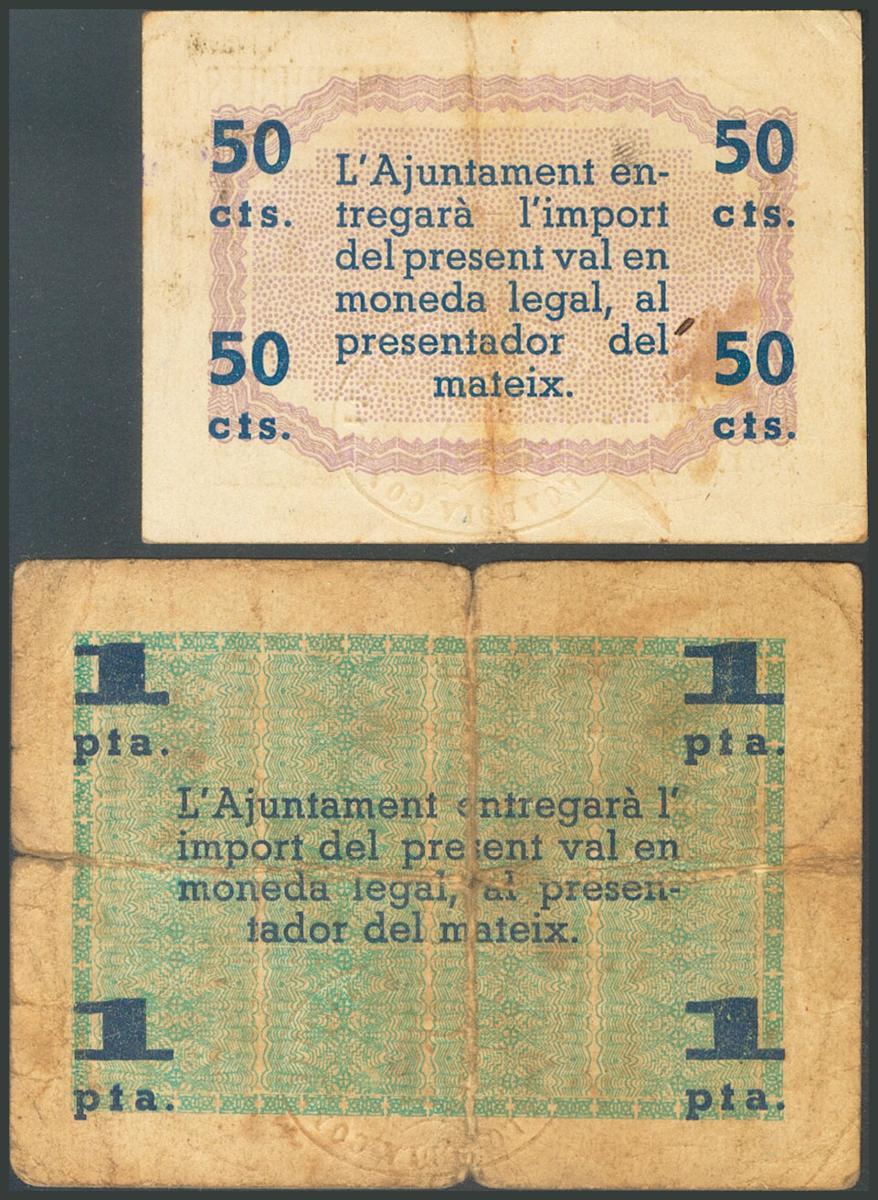 50 50
cts. cts.
L'Ajuntament en-
tregarà l'import
del present val en
moneda legal, al
presentador del
mateix.
50 50
cts. cts.
1 1
pta. pta.
L'Ajuntament entregarà l'
import del present val en
moneda legal, al presen-
tador del mateix.
1 1
pta. pta.